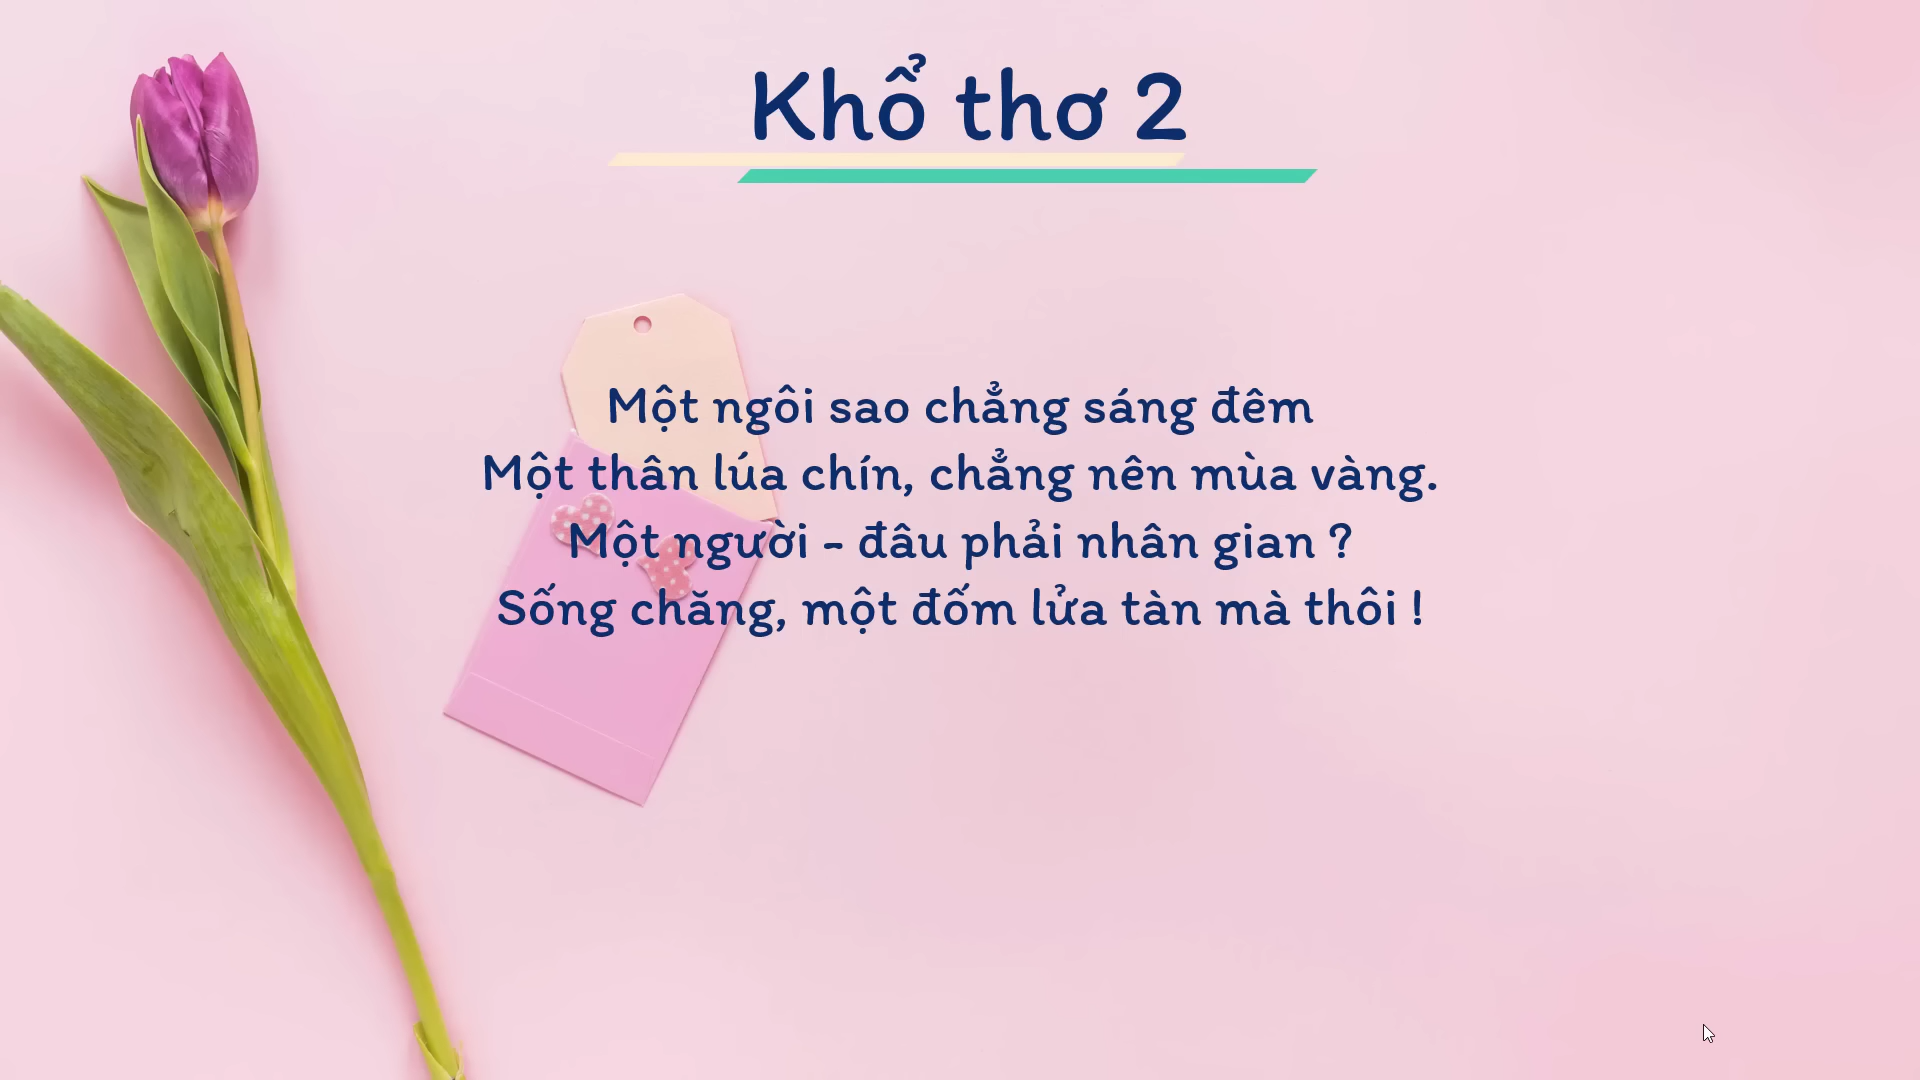 Khổ thơ 2
Một ngôi sao chẳng sáng đêm
Một thân lúa chín, chẳng nên mùa vàng.
Một người - đâu phải nhân gian ?
Sống chăng, một đốm lửa tàn mà thôi !